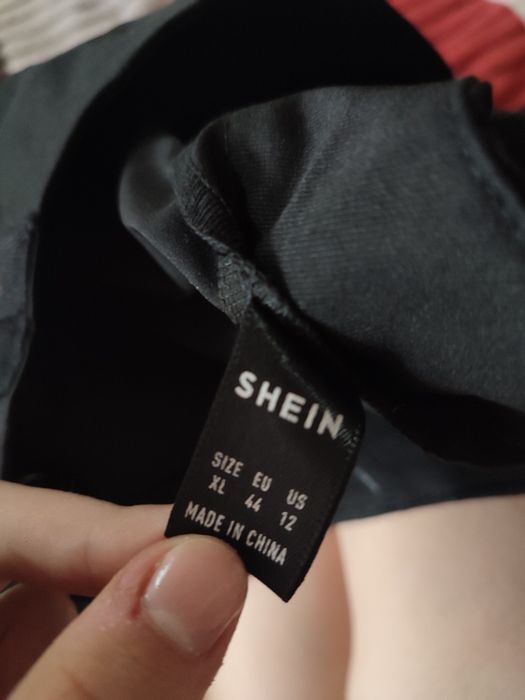 SHEIN
SIZE EU US
XL 44 12
MADE IN CHINA